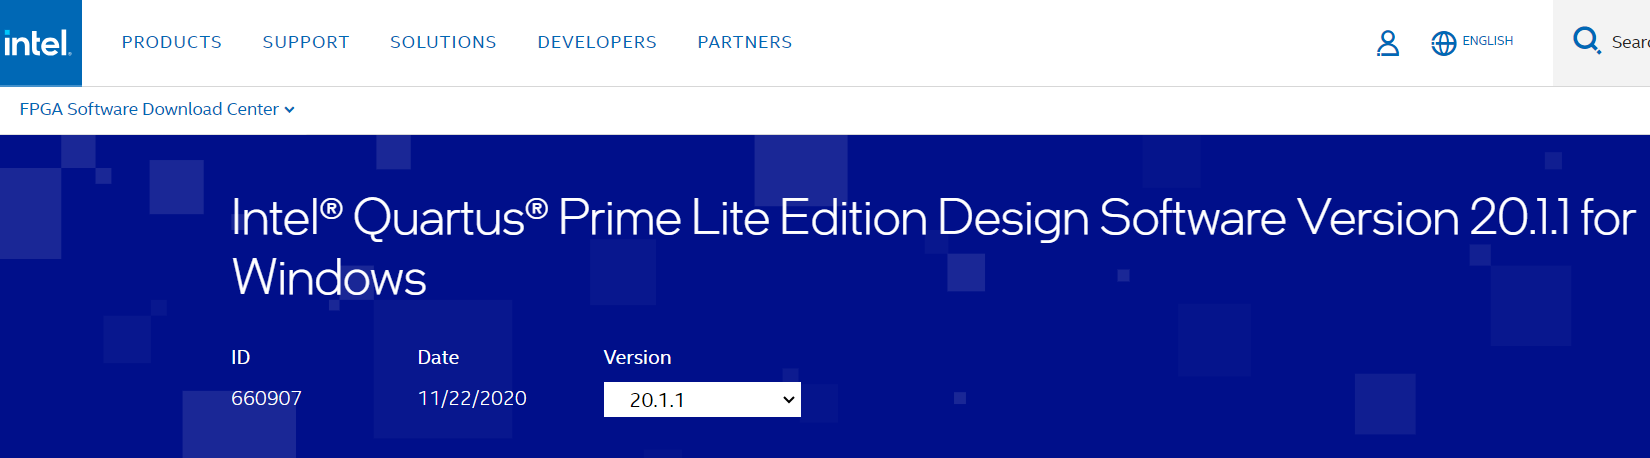 intel
PRODUCTS SUPPORT SOLUTIONS DEVELOPERS PARTNERS ENGLISH
FPGA Software Download Center
Intel® Quartus® Prime Lite Edition Design Software Version 20.1.1 for
Windows
ID Date Version
660907 11/22/2020 20.1.1